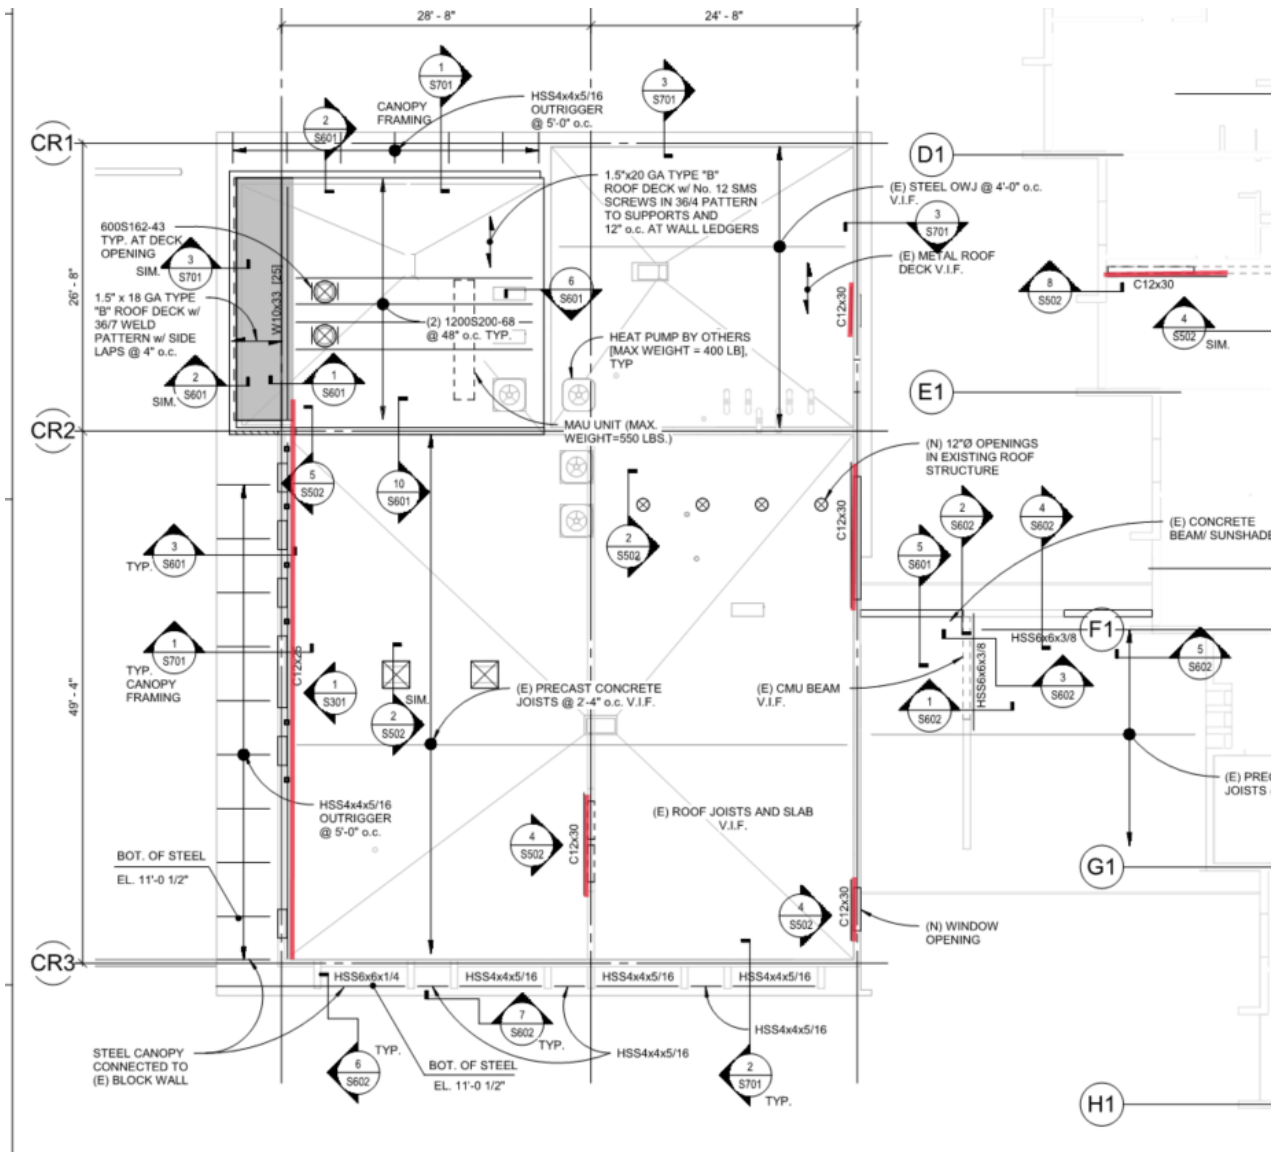 28' - 8"
24' - 8"
1
S701
3
S701
HSS4x4x5/16
OUTRIGGER
@ 5'-0" o.c.
CANOPY
FRAMING
2
S601
CR1
D1
1.5"x20 GA TYPE "B"
ROOF DECK w/ No. 12 SMS
SCREWS IN 36/4 PATTERN
TO SUPPORTS AND
12" o.c. AT WALL LEDGERS
(E) STEEL OWJ @ 4'-0" o.c.
V.I.F.
3
S701
600S162-43
TYP. AT DECK
OPENING
3
S701
SIM.
(E) METAL ROOF
DECK V.I.F.
26' - 8"
1.5" x 18 GA TYPE
"B" ROOF DECK w/
36/7 WELD
PATTERN w/ SIDE
LAPS @ 4" o.c.
W10x33 [25]
6
S601
8
S502
C12x30
C12x30
4
S502
SIM.
(2) 1200S200-68
@ 48" o.c. TYP.
HEAT PUMP BY OTHERS
[MAX WEIGHT = 400 LB],
TYP
2
S601
SIM.
1
S601
E1
CR2
MAU UNIT (MAX.
WEIGHT=550 LBS.)
(N) 12"Ø OPENINGS
IN EXISTING ROOF
STRUCTURE
5
S502
10
S601
C12x30
2
S602
4
S602
(E) CONCRETE
BEAM/ SUNSHADE
3
S601
TYP.
2
S502
5
S601
F1
HSS6x6x3/8
1
S701
TYP.
CANOPY
FRAMING
C12x25
5
S602
1
S301
SIM.
2
S502
(E) PRECAST CONCRETE
JOISTS @ 2'-4" o.c. V.I.F.
(E) CMU BEAM
V.I.F.
HSS6x6x3/8
3
S602
1
S602
49' - 4"
HSS4x4x5/16
OUTRIGGER
@ 5'-0" o.c.
(E) ROOF JOISTS AND SLAB
V.I.F.
JOISTS
4
S502
C12x30
BOT. OF STEEL
EL. 11'-0 1/2"
G1
4
S502
C12x30
(N) WINDOW
OPENING
CR3
HSS6x6x1/4
HSS4x4x5/16
HSS4x4x5/16
HSS4x4x5/16
7
S602
TYP.
HSS4x4x5/16
HSS4x4x5/16
STEEL CANOPY
CONNECTED TO
(E) BLOCK WALL
TYP.
6
S602
BOT. OF STEEL
EL. 11'-0 1/2"
2
S701
TYP.
H1